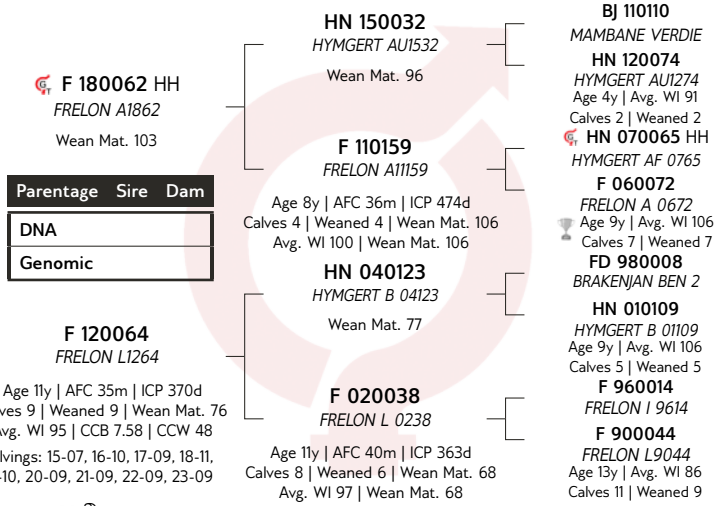 F 180062 HH
FRELON A1862
Wean Mat. 103
Parentage Sire Dam
DNA
Genomic
F 120064
FRELON L1264
Age 11y | AFC 35m | ICP 370d
ves 9 | Weaned 9 | Wean Mat. 76
vg. WI 95 | CCB 7.58 | CCW 48
vings: 15-07, 16-10, 17-09, 18-11,
-10, 20-09, 21-09, 22-09, 23-09
HN 150032
HYMGERT AU1532
Wean Mat. 96
F 110159
FRELON A11159
Age 8y | AFC 36m | ICP 474d
Calves 4 | Weaned 4 | Wean Mat. 106
Avg. WI 100 | Wean Mat. 106
HN 040123
HYMGERT B 04123
Wean Mat. 77
F 020038
FRELON L 0238
Age 11y | AFC 40m | ICP 363d
Calves 8 | Weaned 6 | Wean Mat. 68
Avg. WI 97 | Wean Mat. 68
BJ 110110
MAMBANE VERDIE
HN 120074
HYMGERT AU1274
Age 4y | Avg. WI 91
Calves 2 | Weaned 2
HN 070065 HH
HYMGERT AF 0765
F 060072
FRELON A 0672
Age 9y | Avg. WI 106
Calves 7 | Weaned 7
FD 980008
BRAKENJAN BEN 2
HN 010109
HYMGERT B 01109
Age 9y | Avg. WI 106
Calves 5 | Weaned 5
F 960014
FRELON I 9614
F 900044
FRELON L9044
Age 13y | Avg. WI 86
Calves 11 | Weaned 9